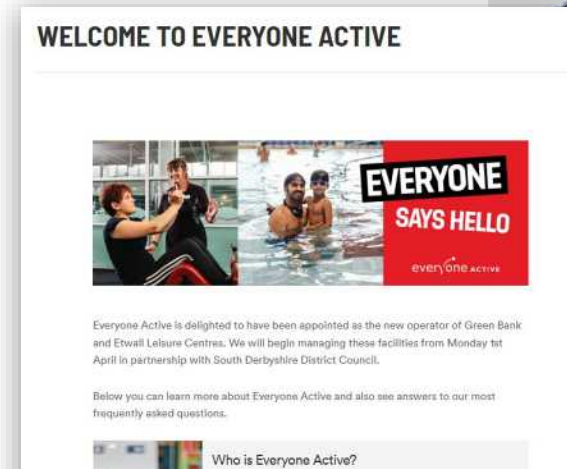 WELCOME TO EVERYONE ACTIVE
EVERYONE
SAYS HELLO
everyone ACTIVE
Everyone Active is delighted to have been appointed as the new operator of Green Bank
and Etwall Leisure Centres. We will begin managing these facilities from Monday 1st
April in partnership with South Derbyshire District Council.
Below you can learn more about Everyone Active and also see answers to our most
frequently asked questions.
Who is Everyone Active?